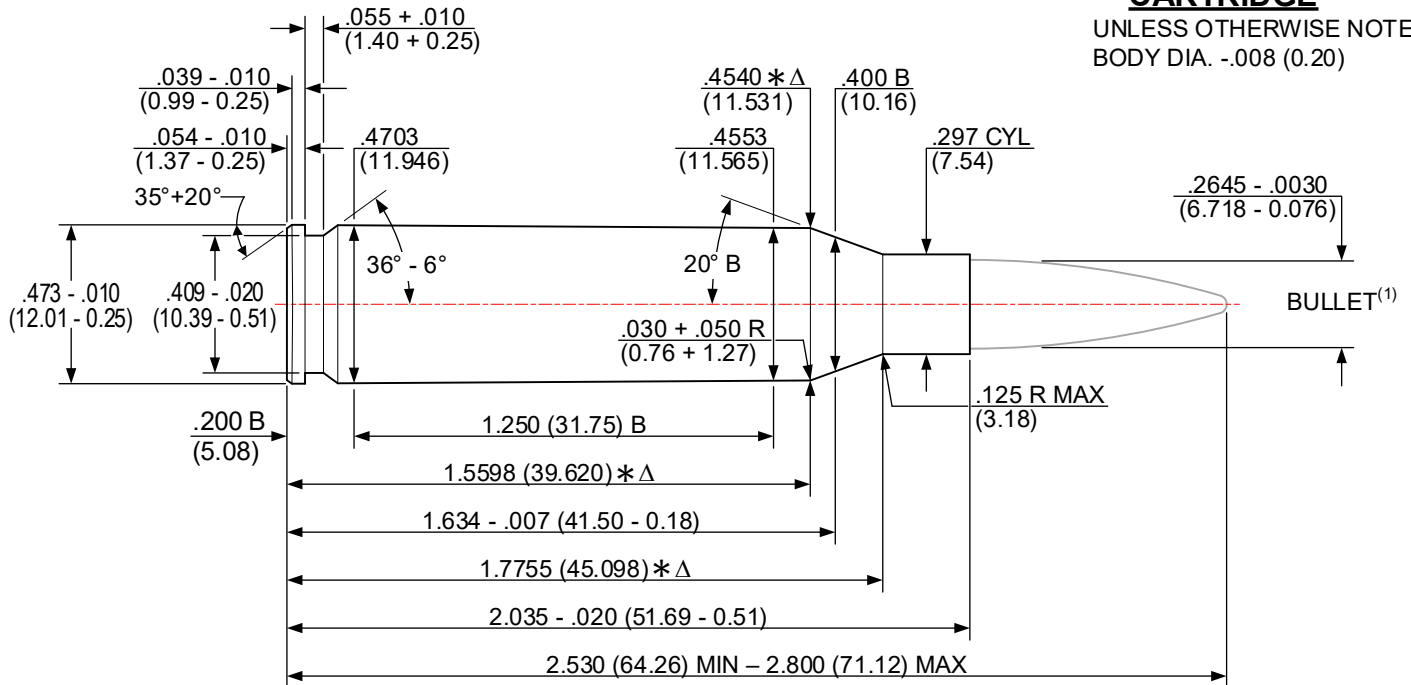 CARTRIDGE
UNLESS OTHERWISE NOTE
BODY DIA. -.008 (0.20)
.055 + .010
(1.40 + 0.25)
.039 - .010
(0.99 - 0.25)
.054 - .010
(1.37 - 0.25)
.4703
(11.946)
.4540 * Δ
(11.531)
.400 B
(10.16)
.4553
(11.565)
.297 CYL
(7.54)
.2645 - .0030
(6.718 - 0.076)
35°+20°
36° - 6°
20° B
.473 - .010
(12.01 - 0.25)
.409 - .020
(10.39 - 0.51)
BULLET(1)
.030 + .050 R
(0.76 + 1.27)
.125 R MAX
(3.18)
.200 B
(5.08)
1.250 (31.75) B
1.5598 (39.620) * Δ
1.634 - .007 (41.50 - 0.18)
1.7755 (45.098) * Δ
2.035 - .020 (51.69 - 0.51)
2.530 (64.26) MIN – 2.800 (71.12) MAX